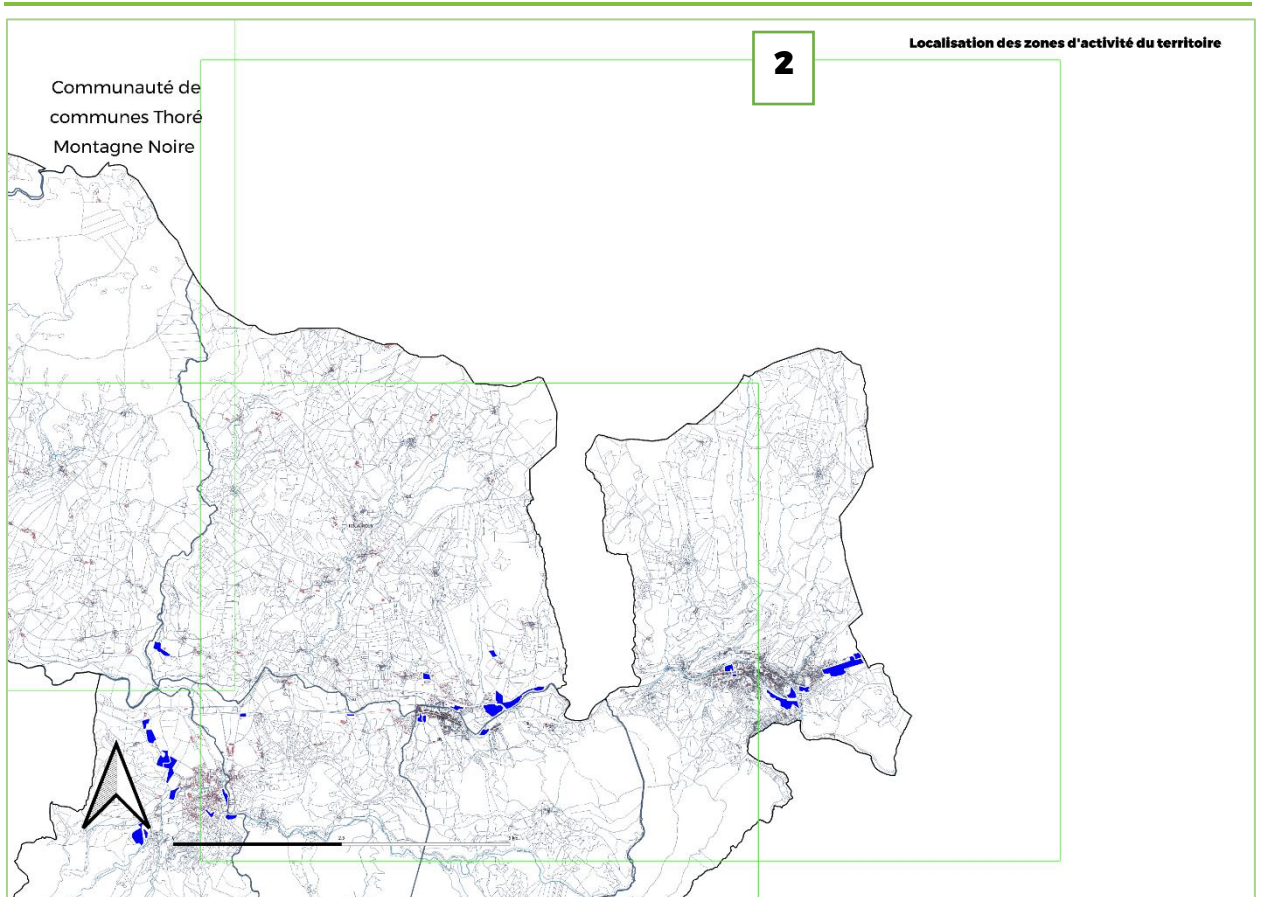 Localisation des zones d'activité du territoire
2
Communauté de
communes Thoré
Montagne Noire